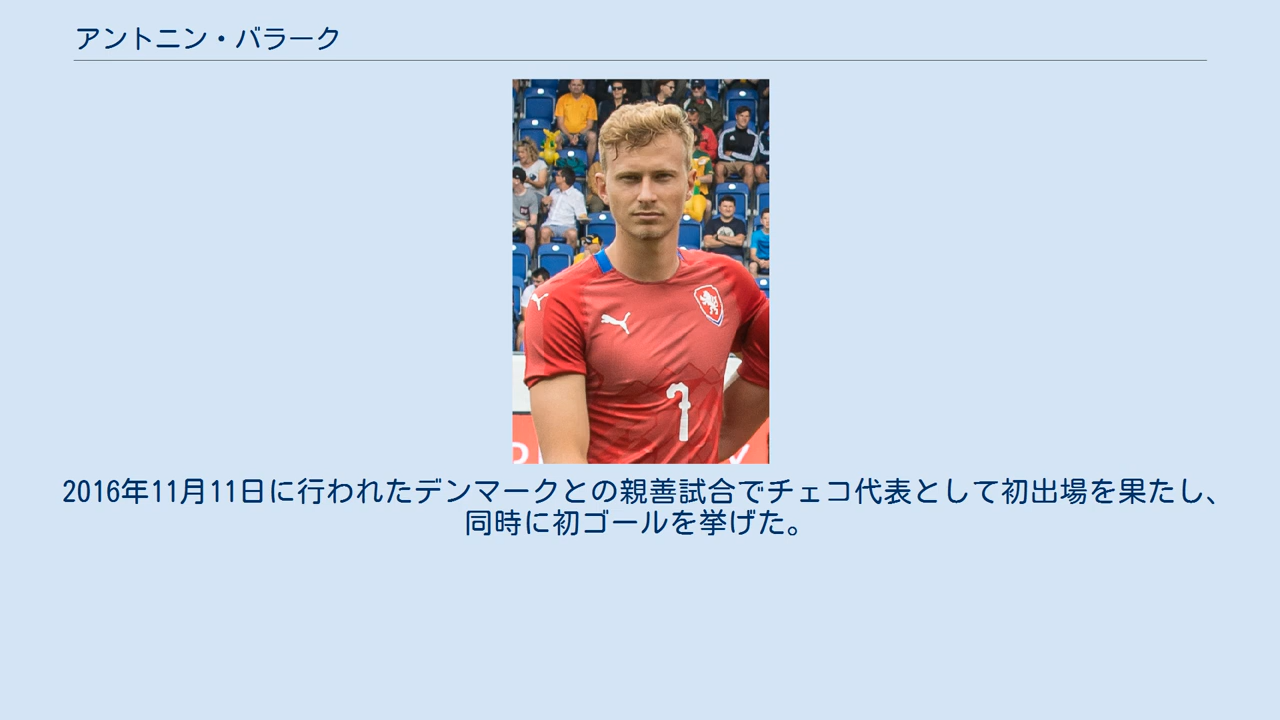 アントニン・バラーク
7
2016年11月11日に行われたデンマークとの親善試合でチェコ代表として初出場を果たし、
同時に初ゴールを挙げた。